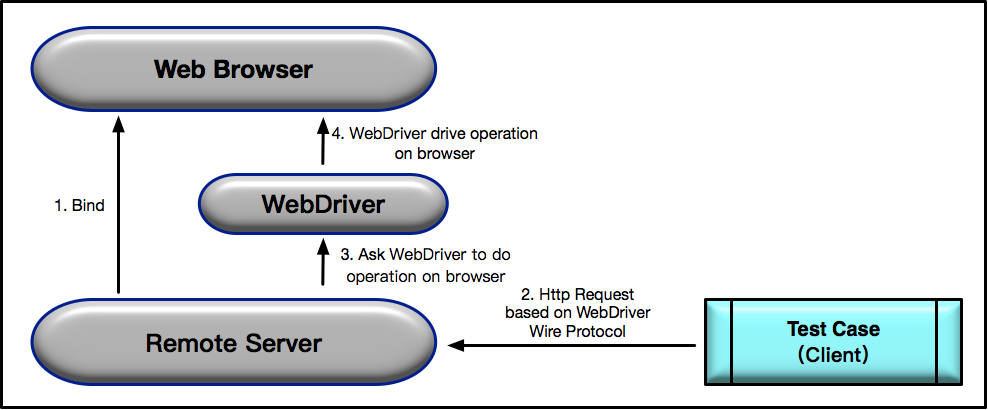 Web Browser
4. WebDriver drive operation
on browser
1. Bind
WebDriver
3. Ask WebDriver to do
operation on browser
2. Http Request
based on WebDriver
Wire Protocol
Remote Server
Test Case
(Client)